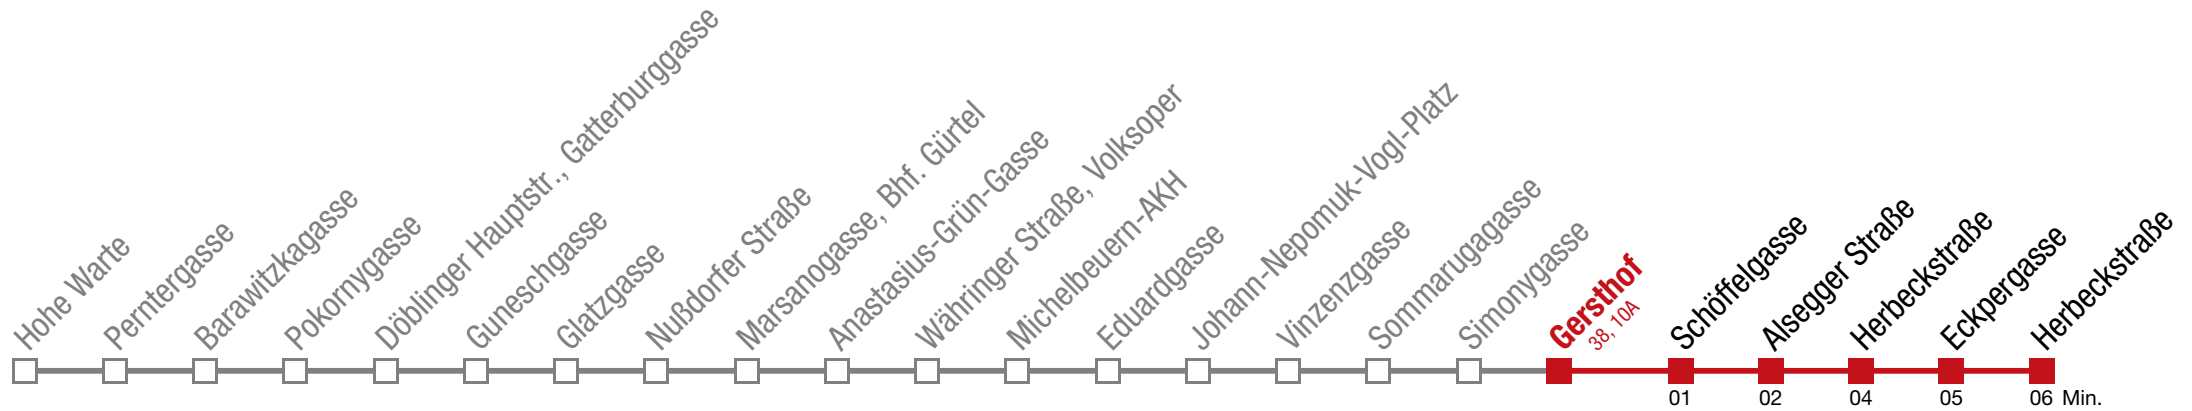 Hohe Warte
Perntergasse
Barawitzkagasse
Pokornygasse
Döblinger Hauptstr., Gatterburggasse
Guneschgasse
Glatzgasse
Nußdorfer Straße
Marsanogasse, Bhf. Gürtel
Anastasius-Grün-Gasse
Währinger Straße, Volksoper
Michelbeuern-AKH
Eduardgasse
Johann-Nepomuk-Vogl-Platz
Vinzenzgasse
Sommarugagasse
Simonygasse
Gersthof
38, 10A
Schöffelgasse
Alsegger Straße
Herbeckstraße
Eckpergasse
Herbeckstraße
01 02 04 05 06 Min.